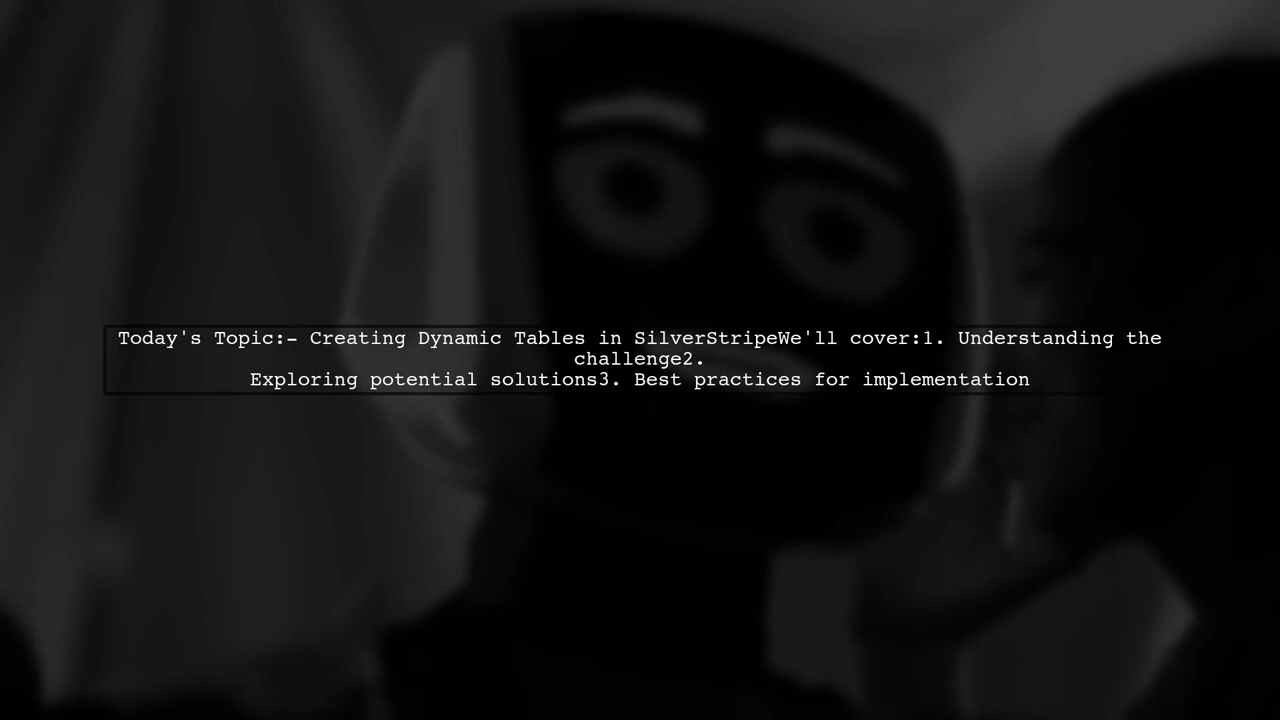 Today's Topic:- Creating Dynamic Tables in SilverStripeWe'll cover:1. Understanding the
challenge2.
Exploring potential solutions3. Best practices for implementation